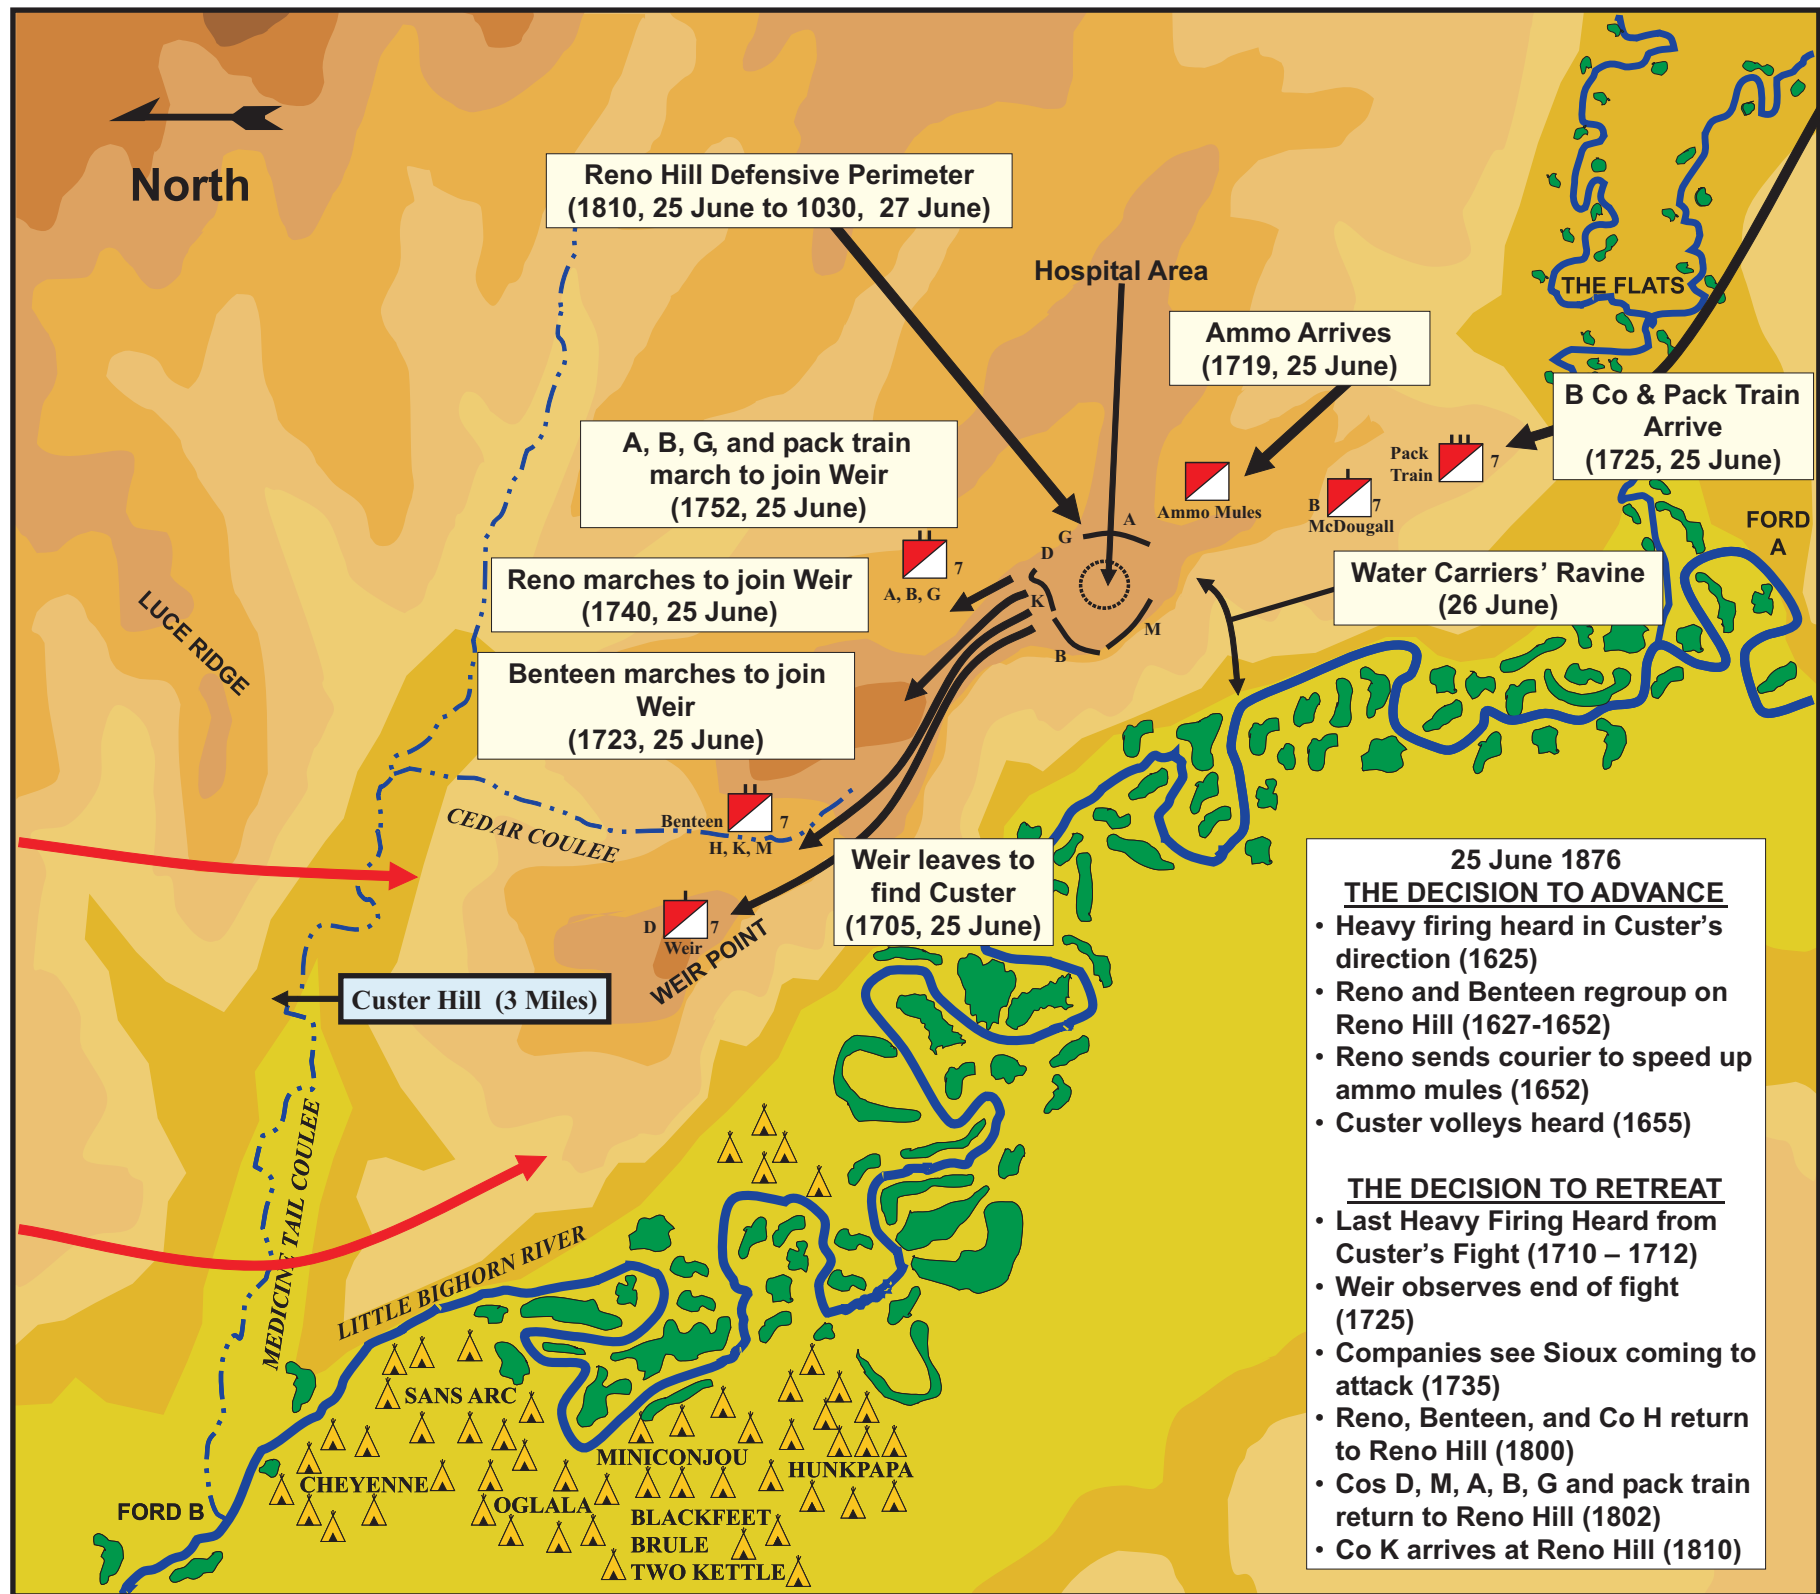 North
Reno Hill Defensive Perimeter
(1810, 25 June to 1030, 27 June)
Hospital Area
THE FLATS
Ammo Arrives
(1719, 25 June)
B Co & Pack Train
Arrive
(1725, 25 June)
A, B, G, and pack train
march to join Weir
(1752, 25 June)
Pack
Train
7
Ammo Mules
B
7
McDougall
FORD
A
A
G
D
K
M
B
7
A, B, G
Reno marches to join Weir
(1740, 25 June)
Water Carriers’ Ravine
(26 June)
LUCE RIDGE
Benteen marches to join
Weir
(1723, 25 June)
CEDAR COULEE
Benteen
7
H, K, M
Weir leaves to
find Custer
(1705, 25 June)
D
7
Weir
WEIR POINT
Custer Hill (3 Miles)
MEDICINE TAIL COULEE
LITTLE BIGHORN RIVER
SANS ARC
CHEYENNE
OGLALA
MINICONJOU
HUNKPAPA
BLACKFEET
BRULE
TWO KETTLE
FORD B
25 June 1876
THE DECISION TO ADVANCE
• Heavy firing heard in Custer’s
direction (1625)
• Reno and Benteen regroup on
Reno Hill (1627-1652)
• Reno sends courier to speed up
ammo mules (1652)
• Custer volleys heard (1655)
THE DECISION TO RETREAT
• Last Heavy Firing Heard from
Custer’s Fight (1710 – 1712)
• Weir observes end of fight
(1725)
• Companies see Sioux coming to
attack (1735)
• Reno, Benteen, and Co H return
to Reno Hill (1800)
• Cos D, M, A, B, G and pack train
return to Reno Hill (1802)
• Co K arrives at Reno Hill (1810)